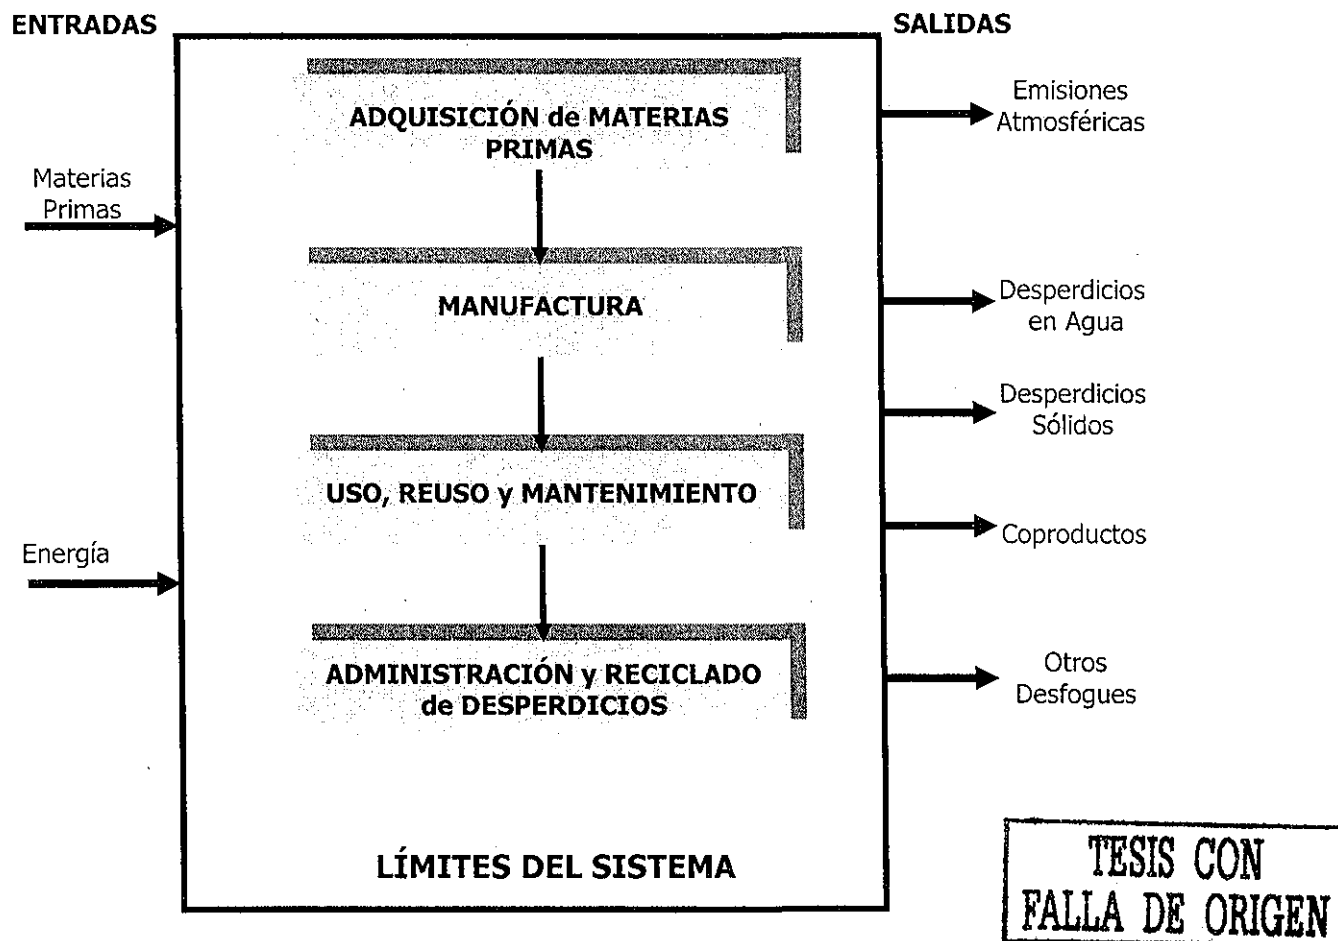 ENTRADAS
SALIDAS
ADQUISICIÓN de MATERIAS
PRIMAS
Emisiones
Atmosféricas
Materias
Primas
MANUFACTURA
Desperdicios
en Agua
Desperdicios
Sólidos
USO, REUSO y MANTENIMIENTO
Coproductos
Energía
ADMINISTRACIÓN y RECICLADO
de DESPERDICIOS
Otros
Desfogues
LÍMITES DEL SISTEMA
TESIS CON
FALLA DE ORIGEN